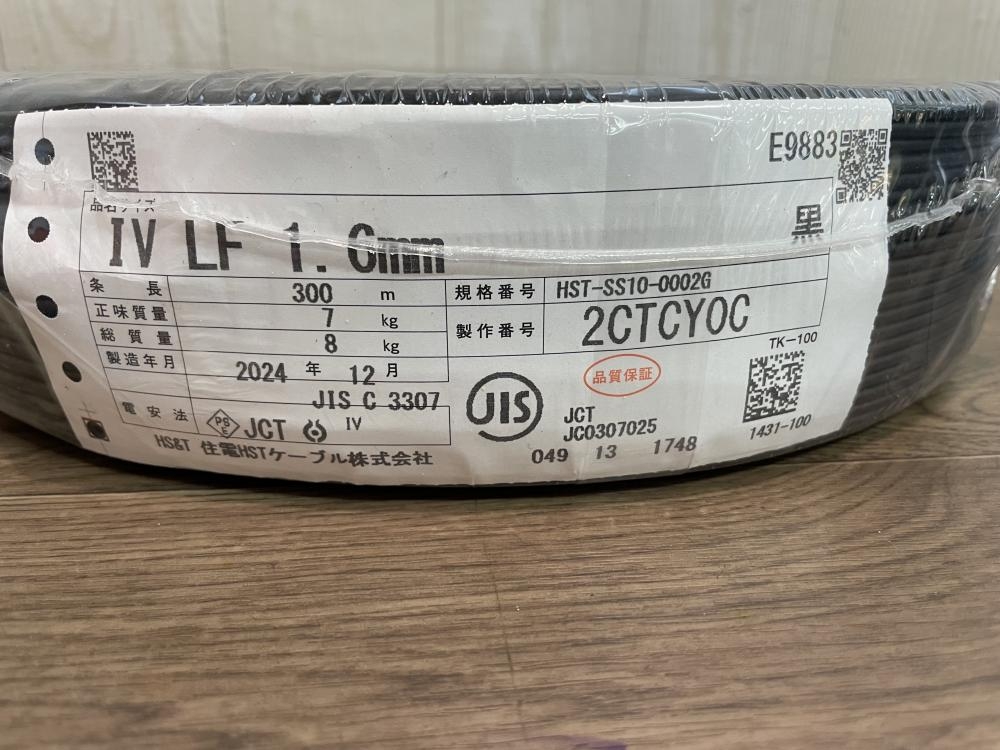 E9883
品名サイズ
IV LF 1.6mm
黒
条長 300 m
規格番号 HST-SS10-0002G
正味質量 7 kg
総質量 8 kg
製作番号 2CTCYOC
製造年月 2024 年 12 月
品質保証
TK-100
JIS C 3307
電安法 PS E JCT IV
JIS
JCT
JC0307025
1431-100
HS&T 住電HSTケーブル株式会社
049 13 1748